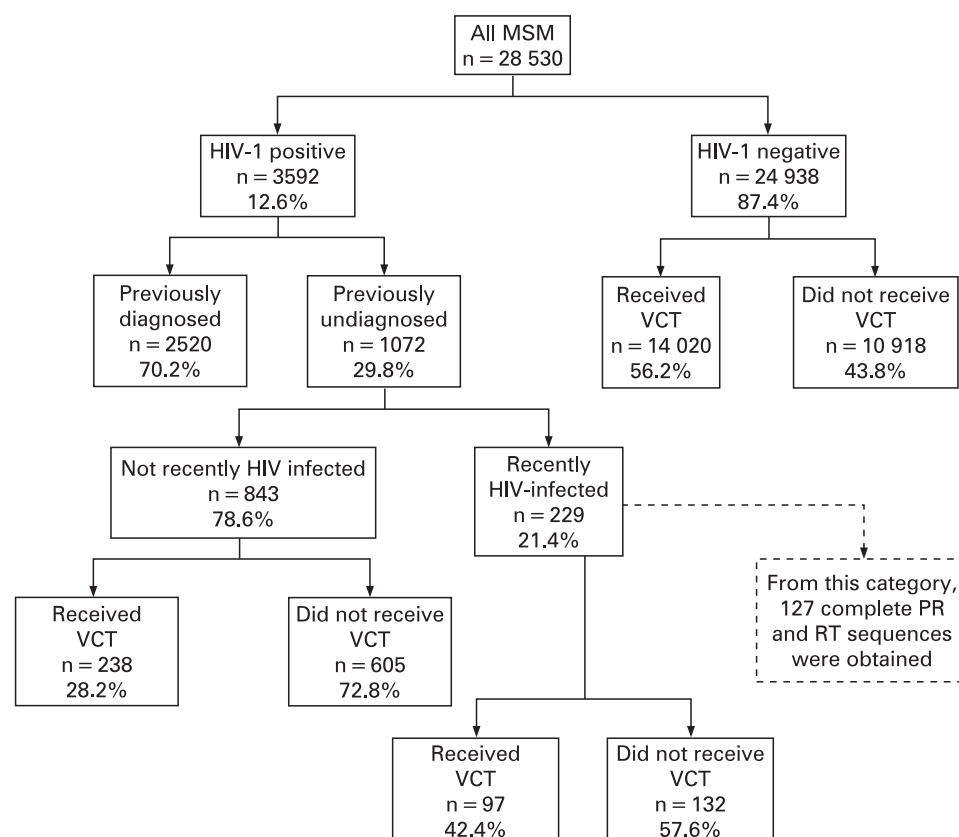 All MSM
n = 28 530
HIV-1 positive
n = 3592
12.6%
HIV-1 negative
n = 24 938
87.4%
Previously
diagnosed
n = 2520
70.2%
Previously
undiagnosed
n = 1072
29.8%
Received
VCT
n = 14 020
56.2%
Did not receive
VCT
n = 10 918
43.8%
Not recently HIV infected
n = 843
78.6%
Recently
HIV-infected
n = 229
21.4%
From this category,
127 complete PR
and RT sequences
were obtained
Received
VCT
n = 238
28.2%
Did not receive
VCT
n = 605
72.8%
Received
VCT
n = 97
42.4%
Did not receive
VCT
n = 132
57.6%